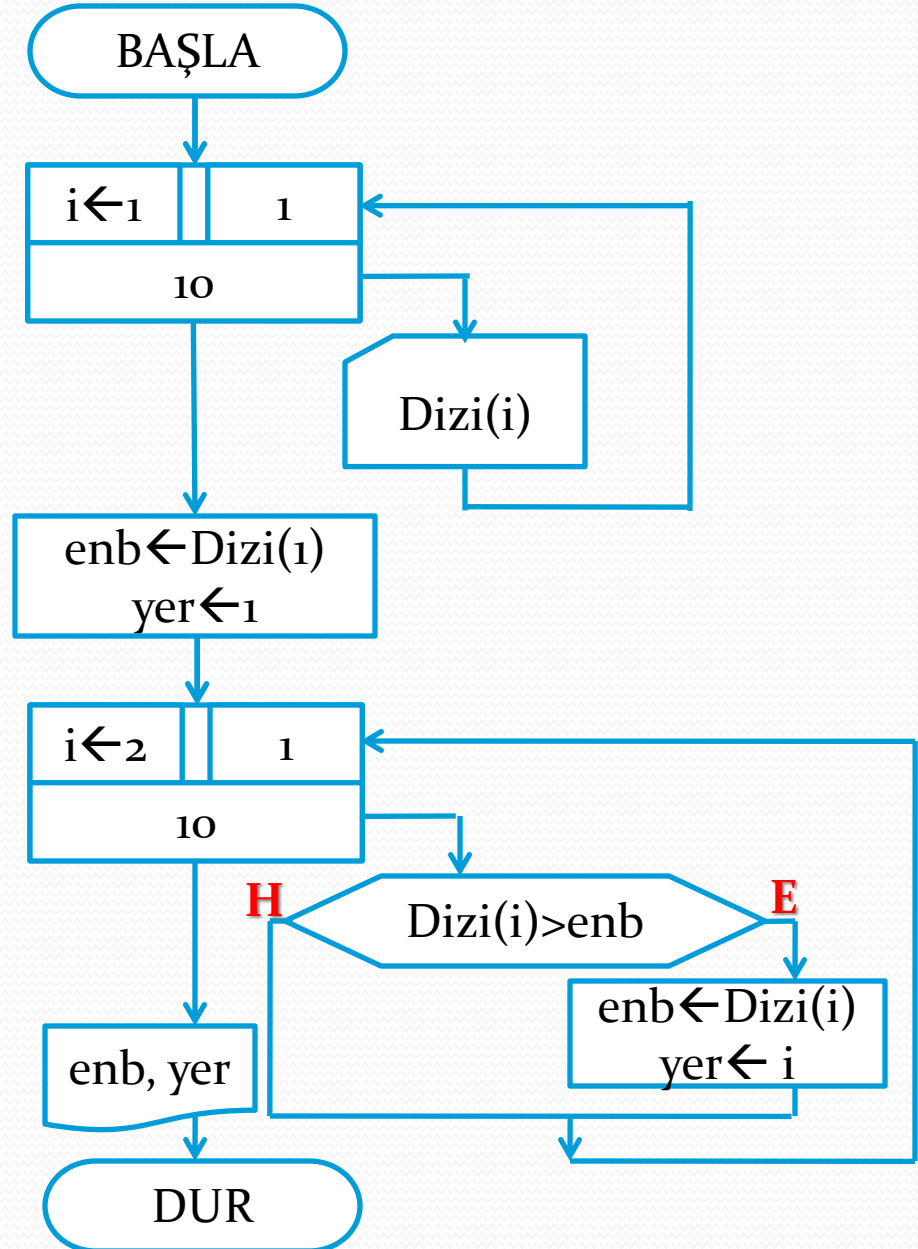 BAŞLA
i←1
1
10
Dizi(i)
enb←Dizi(1)
yer←1
i←2
1
10
H
Dizi(i)>enb
E
enb←Dizi(i)
yer← i
enb, yer
DUR